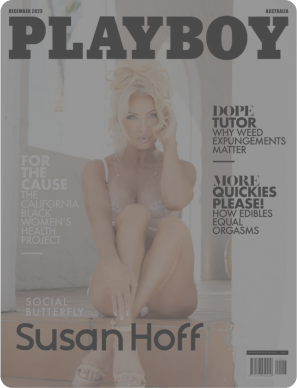 DECEMBER 2023
AUSTRALIA
PLAYBOY
DOPE
TUTOR
WHY WEED
EXPUNGEMENTS
MATTER
FOR
THE
CAUSE
THE
CALIFORNIA
BLACK
WOMEN'S
HEALTH
PROJECT
MORE
QUICKIES
PLEASE!
HOW EDIBLES
EQUAL
ORGASMS
SOCIAL
BUTTERFLY
Susan Hoff